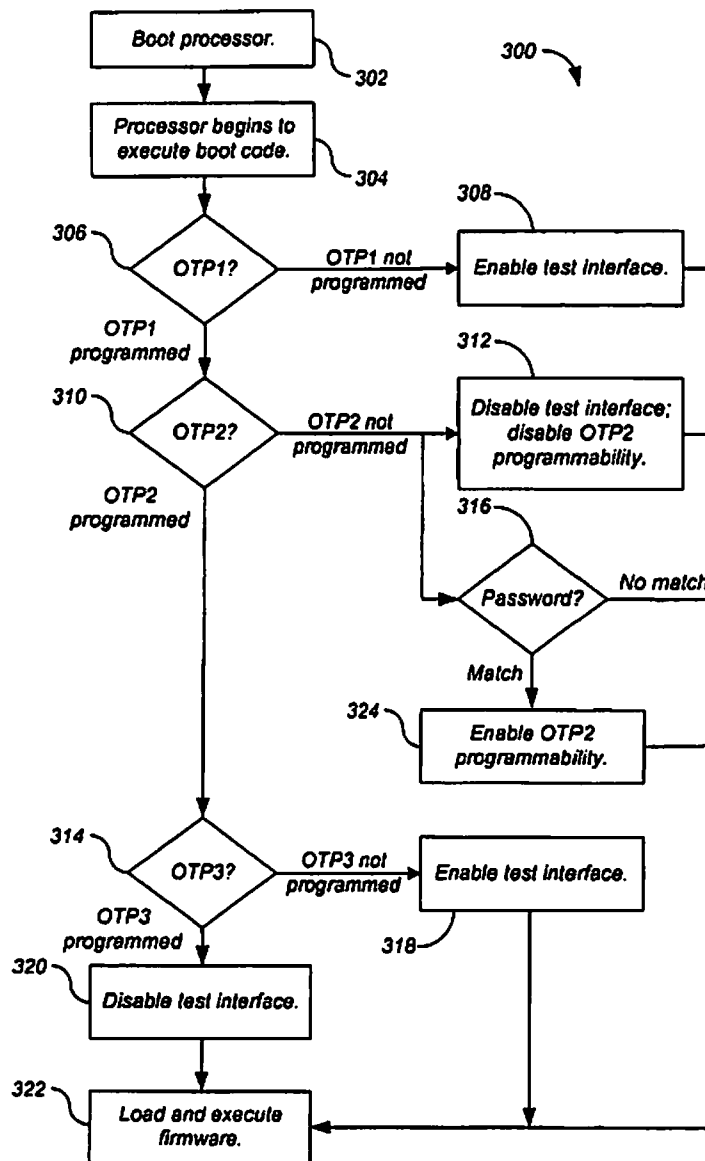 Boot processor.
302
300
Processor begins to
execute boot code.
304
306
OTP1?
OTP1 not
programmed
308
Enable test interface.
OTP1
programmed
310
OTP2?
OTP2 not
programmed
312
Disable test interface;
disable OTP2
programmability.
OTP2
programmed
316
Password?
No match
Match
324
Enable OTP2
programmability.
314
OTP3?
OTP3 not
programmed
Enable test interface.
318
OTP3
programmed
320
Disable test interface.
322
Load and execute
firmware.